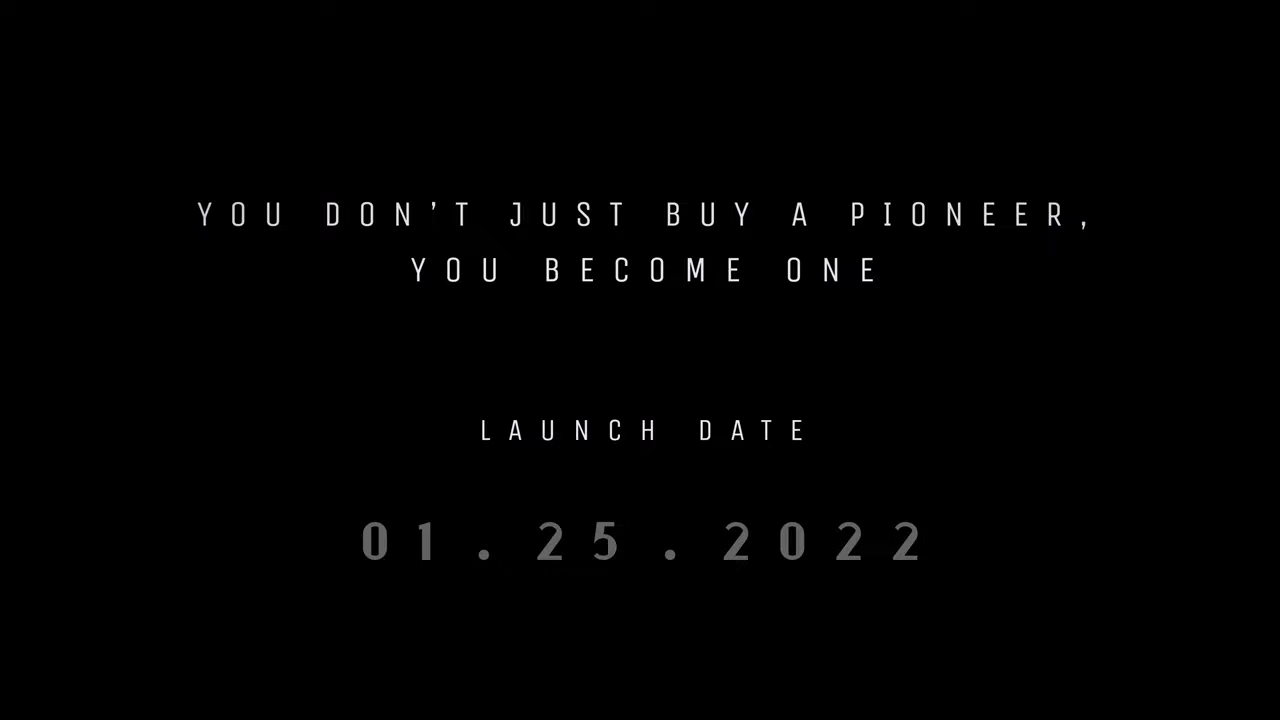 YOU DON’T JUST BUY A PIONEER,
YOU BECOME ONE
LAUNCH DATE
01.25.2022